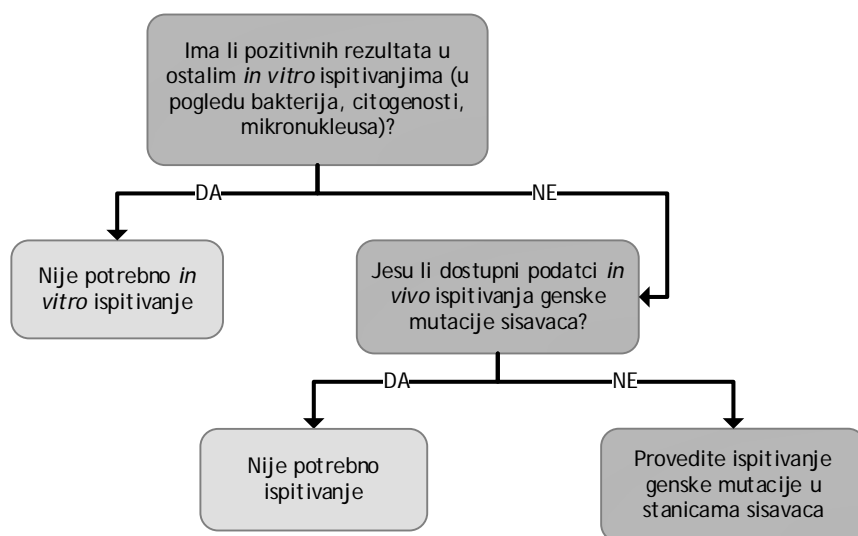 Ima li pozitivnih rezultata u
ostalim in vitro ispitivanjima (u
pogledu bakterija, citogenosti,
mikronukleusa)?
DA
NE
Nije potrebno in
vitro ispitivanje
Jesu li dostupni podatci in
vivo ispitivanja genske
mutacije sisavaca?
DA
NE
Nije potrebno
ispitivanje
Provedite ispitivanje
genske mutacije u
stanicama sisavaca